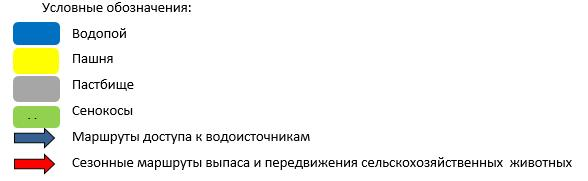 Условные обозначения:
Водопой
Пашня
Пастбище
Сенокосы
Маршруты доступа к водоисточникам
Сезонные маршруты выпаса и передвижения сельскохозяйственных животных